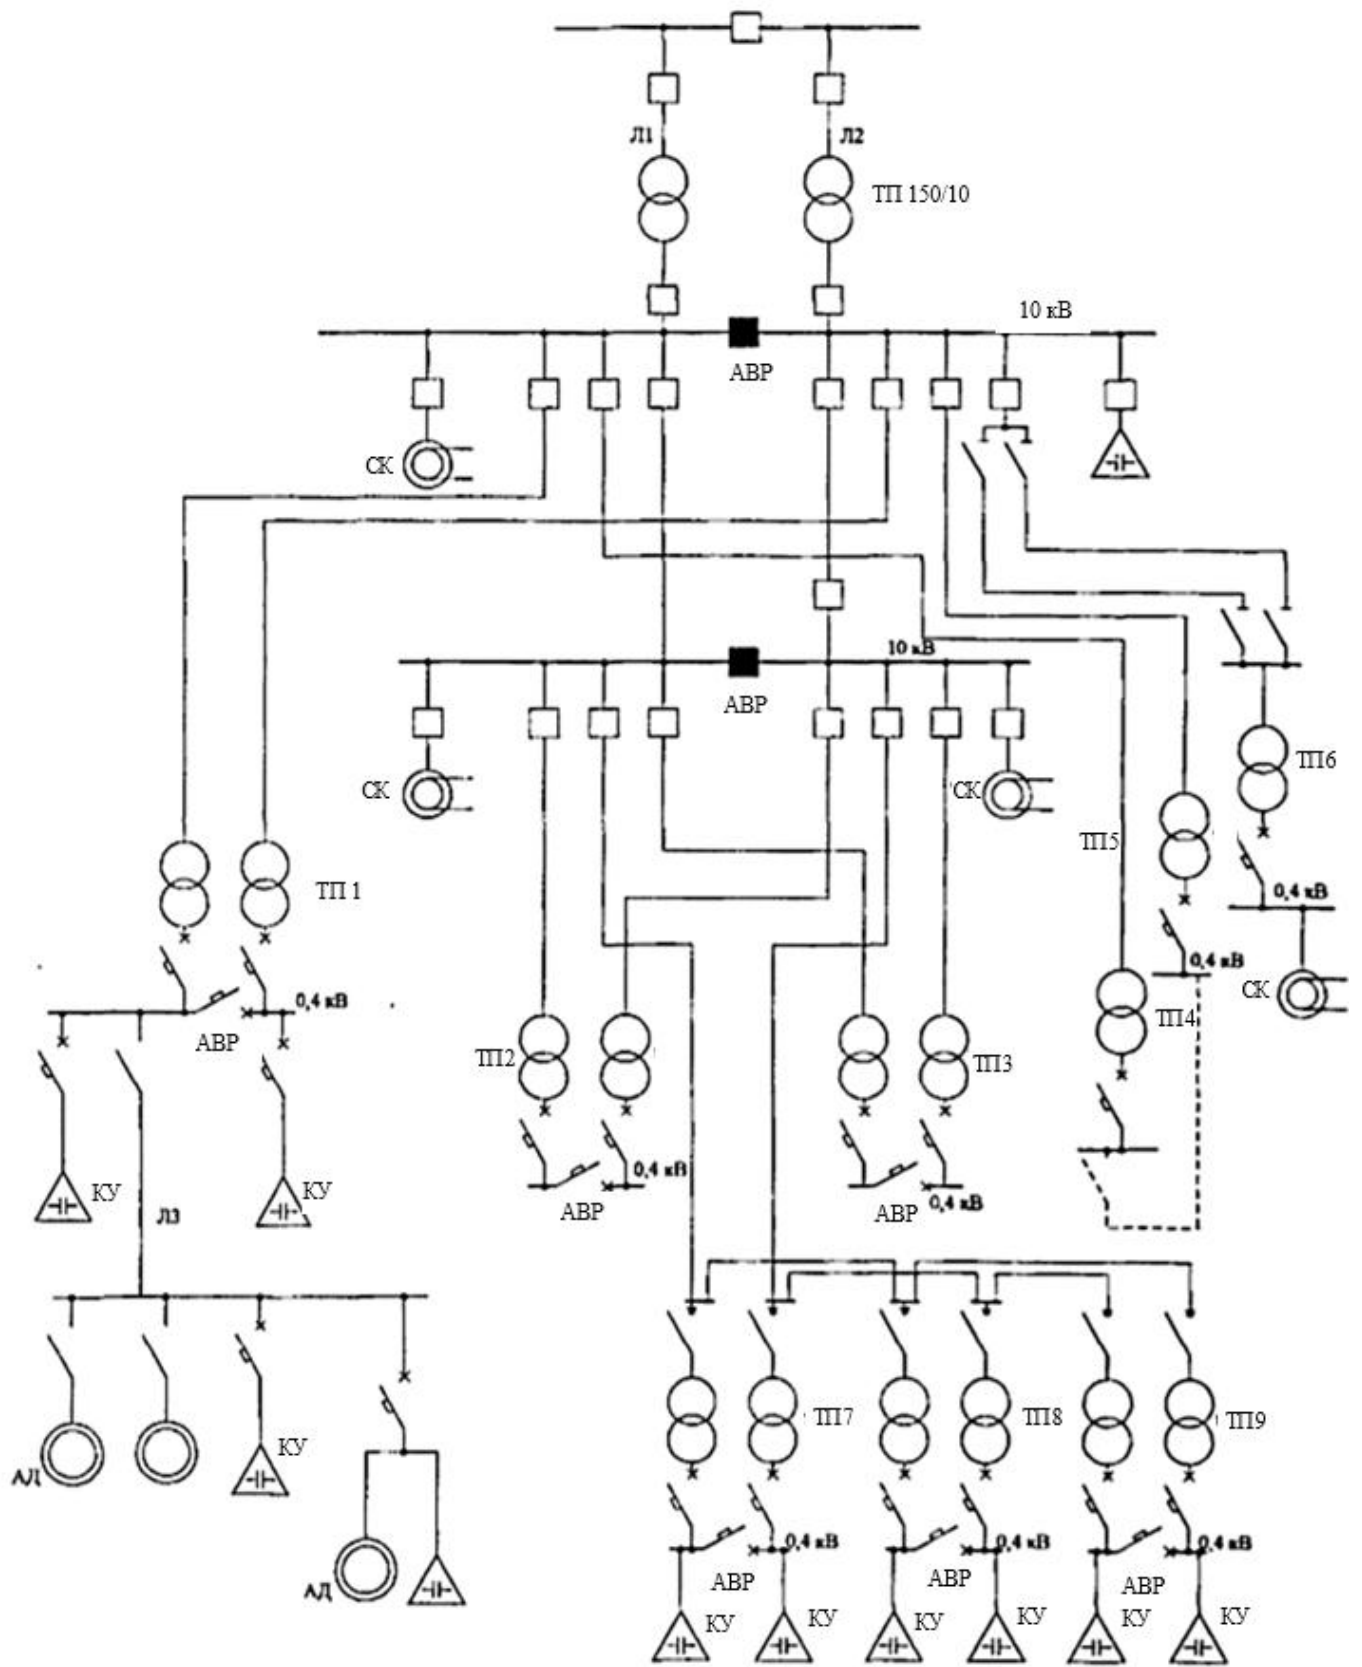 Л1
Л2
ТП 150/10
10 кВ
АВР
СК
10 кВ
АВР
СК
СК
ТП6
ТП5
ТП 1
0,4 кВ
0,4 кВ
СК
0,4 кВ
АВР
ТП4
ТП2
ТП3
0,4 кВ
АВР
0,4 кВ
АВР
КУ
КУ
Л3
ТП7
ТП8
ТП9
КУ
АД
АД
0,4 кВ
0,4 кВ
0,4 кВ
АВР
АВР
АВР
КУ
КУ
КУ
КУ
КУ
КУ